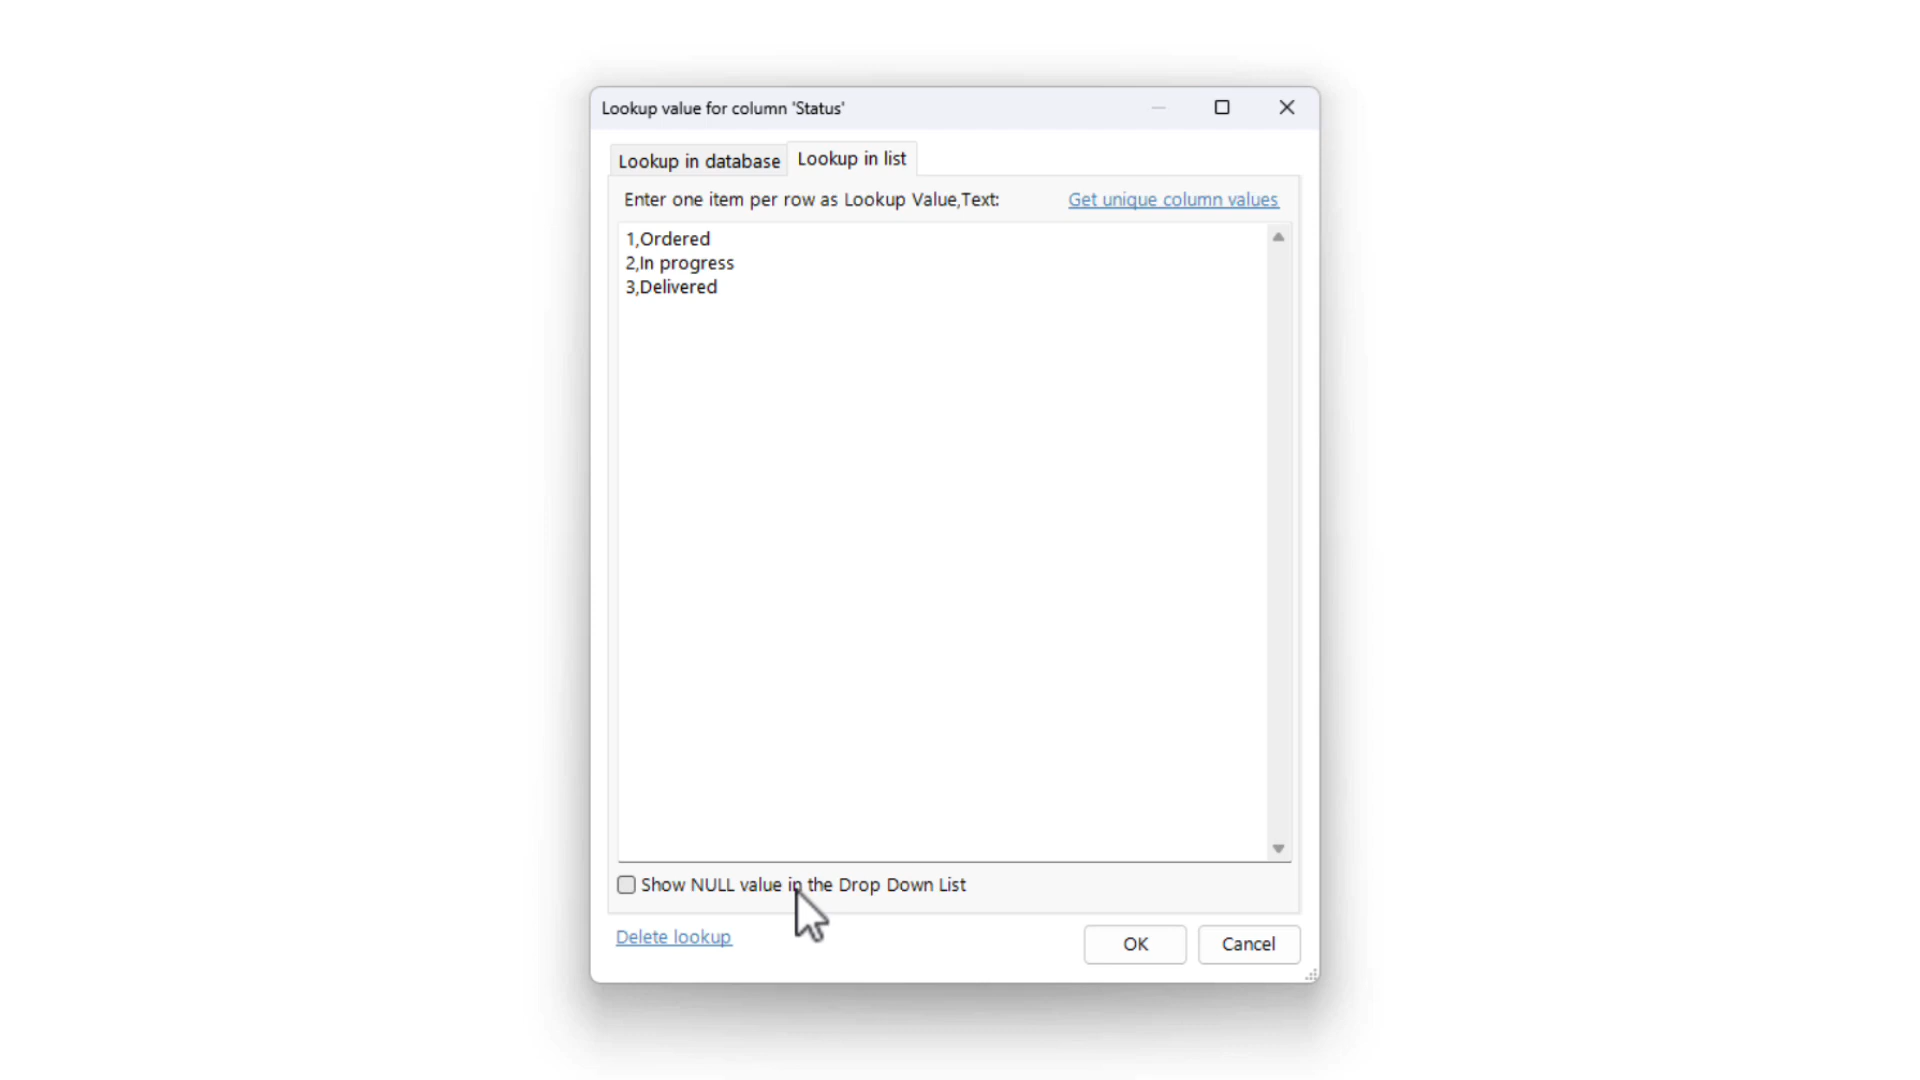 Lookup value for column 'Status'
Lookup in database
Lookup in list
Enter one item per row as Lookup Value,Text:
Get unique column values
1,Ordered
2,In progress
3,Delivered
Show NULL value in the Drop Down List
Delete lookup
OK
Cancel